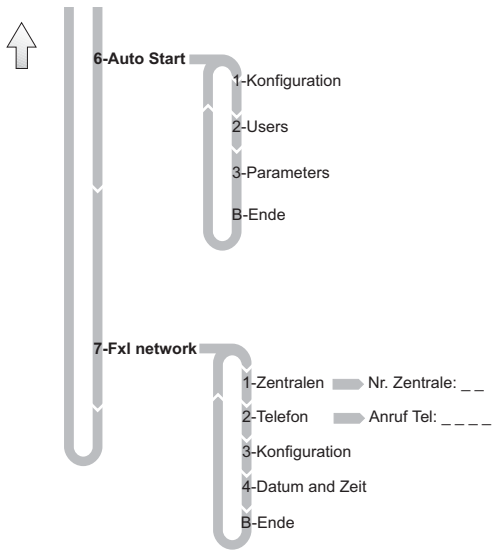 6-Auto Start
1-Konfiguration
2-Users
3-Parameters
B-Ende
7-Fxl network
1-Zentralen Nr. Zentrale: _ _
2-Telefon Anruf Tel: _ _ _ _
3-Konfiguration
4-Datum and Zeit
B-Ende